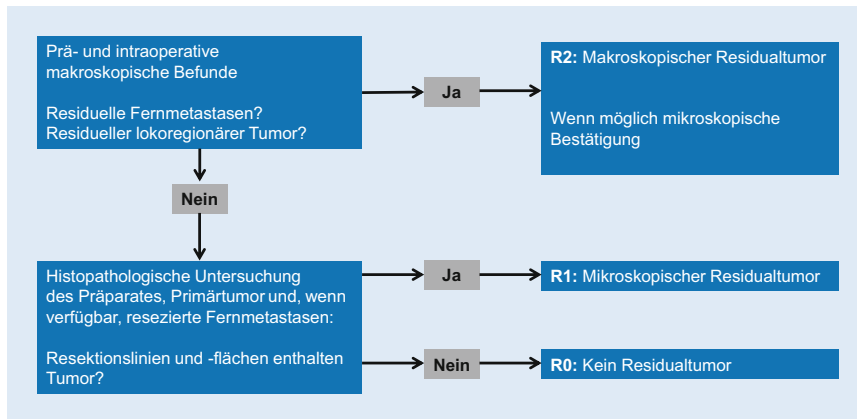 Prä- und intraoperative
makroskopische Befunde
Residuelle Fernmetastasen?
Residueller lokoregionärer Tumor?
Ja
R2: Makroskopischer Residualtumor
Wenn möglich mikroskopische
Bestätigung
Nein
Histopathologische Untersuchung
des Präparates, Primärtumor und, wenn
verfügbar, resezierte Fernmetastasen:
Resektionslinien und -flächen enthalten
Tumor?
Ja
R1: Mikroskopischer Residualtumor
Nein
R0: Kein Residualtumor